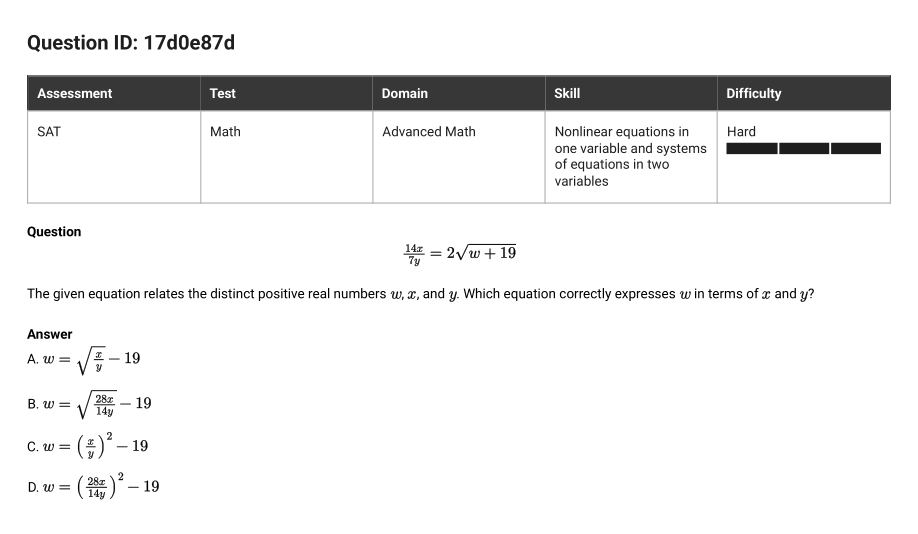 Question ID: 17d0e87d
Assessment Test Domain Skill Difficulty
SAT Math Advanced Math Nonlinear equations in one variable and systems of equations in two variables Hard
Question
14x/7y = 2√(w + 19)
The given equation relates the distinct positive real numbers w, x, and y. Which equation correctly expresses w in terms of x and y?
Answer
A. w = √(x/y) − 19
B. w = √(28x/14y) − 19
C. w = (x/y)² − 19
D. w = (28x/14y)² − 19